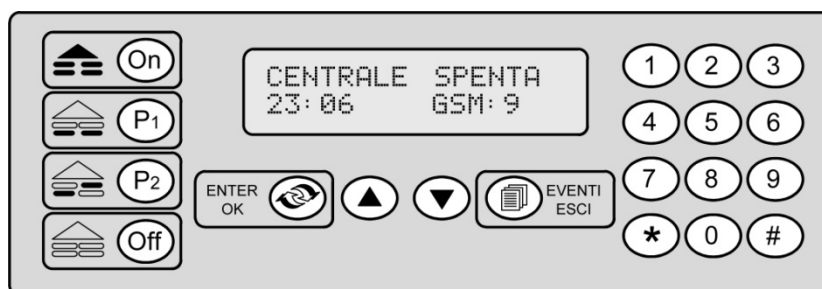 On
P1
P2
Off
CENTRALE SPENTA
23:06 GSM:9
ENTER
OK
EVENTI
ESCI
1 2 3
4 5 6
7 8 9
* 0 #